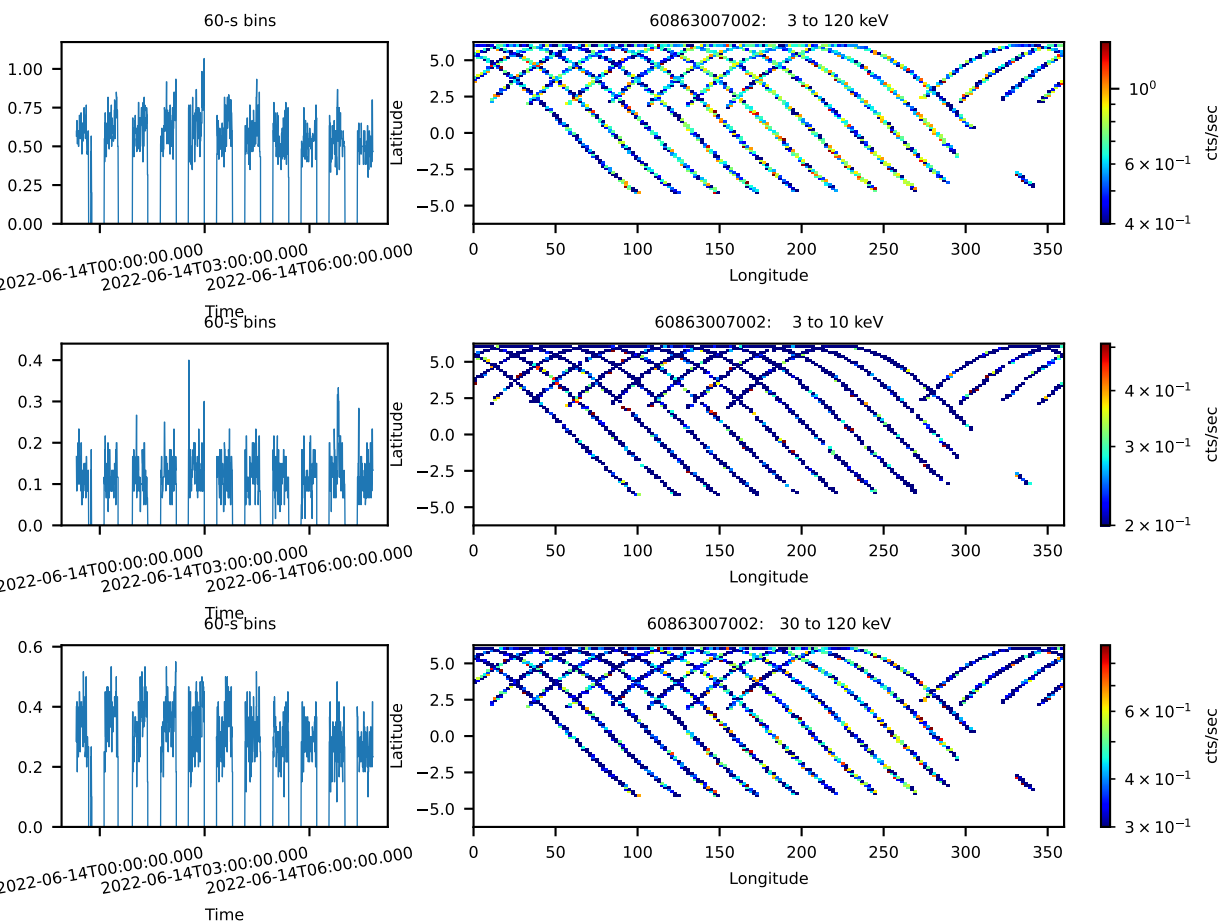 60-s bins
60863007002: 3 to 120 keV
1.00
0.75
0.50
0.25
0.00
Latitude
5.0
2.5
0.0
−2.5
−5.0
10⁰
6 × 10⁻¹
4 × 10⁻¹
cts/sec
0 50 100 150 200 250 300 350
Longitude
2022-06-14T00:00:00.000
2022-06-14T03:00:00.000
2022-06-14T06:00:00.000
Time
60-s bins
60863007002: 3 to 10 keV
0.4
0.3
0.2
0.1
0.0
Latitude
5.0
2.5
0.0
−2.5
−5.0
4 × 10⁻¹
3 × 10⁻¹
2 × 10⁻¹
cts/sec
0 50 100 150 200 250 300 350
Longitude
2022-06-14T00:00:00.000
2022-06-14T03:00:00.000
2022-06-14T06:00:00.000
Time
60-s bins
60863007002: 30 to 120 keV
0.6
0.4
0.2
0.0
Latitude
5.0
2.5
0.0
−2.5
−5.0
6 × 10⁻¹
4 × 10⁻¹
3 × 10⁻¹
cts/sec
0 50 100 150 200 250 300 350
Longitude
2022-06-14T00:00:00.000
2022-06-14T03:00:00.000
2022-06-14T06:00:00.000
Time